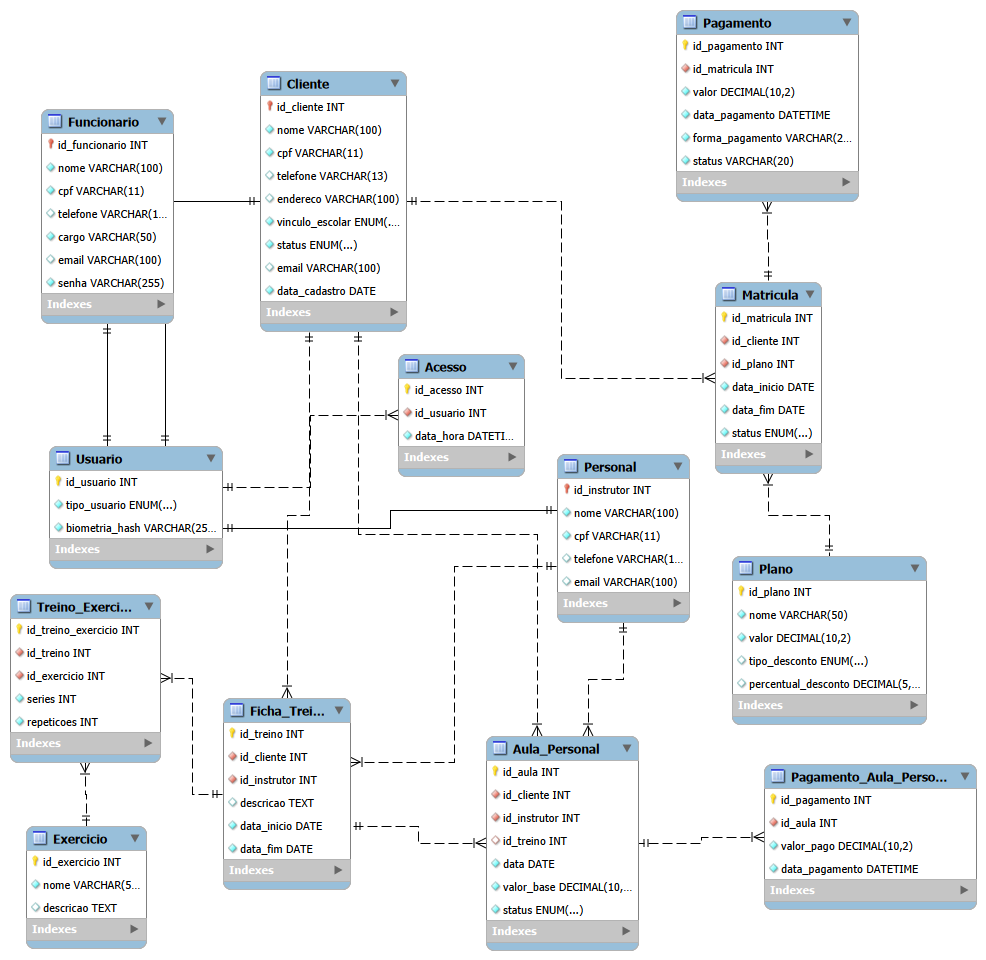 Pagamento
id_pagamento INT
id_matricula INT
valor DECIMAL(10,2)
data_pagamento DATETIME
forma_pagamento VARCHAR(2...
status VARCHAR(20)
Indexes
Cliente
id_cliente INT
nome VARCHAR(100)
cpf VARCHAR(11)
telefone VARCHAR(13)
endereco VARCHAR(100)
vinculo_escolar ENUM(....
status ENUM(...)
email VARCHAR(100)
data_cadastro DATE
Indexes
Funcionario
id_funcionario INT
nome VARCHAR(100)
cpf VARCHAR(11)
telefone VARCHAR(1...
cargo VARCHAR(50)
email VARCHAR(100)
senha VARCHAR(255)
Indexes
Matricula
id_matricula INT
id_cliente INT
id_plano INT
data_inicio DATE
data_fim DATE
status ENUM(...)
Indexes
Acesso
id_acesso INT
id_usuario INT
data_hora DATETI...
Indexes
Usuario
id_usuario INT
tipo_usuario ENUM(...)
biometria_hash VARCHAR(25...
Indexes
Personal
id_instrutor INT
nome VARCHAR(100)
cpf VARCHAR(11)
telefone VARCHAR(1...
email VARCHAR(100)
Indexes
Plano
id_plano INT
nome VARCHAR(50)
valor DECIMAL(10,2)
tipo_desconto ENUM(...)
percentual_desconto DECIMAL(5,...
Indexes
Treino_Exerci...
id_treino_exercicio INT
id_treino INT
id_exercicio INT
series INT
repeticoes INT
Indexes
Ficha_Trei...
id_treino INT
id_cliente INT
id_instrutor INT
descricao TEXT
data_inicio DATE
data_fim DATE
Indexes
Aula_Personal
id_aula INT
id_cliente INT
id_instrutor INT
id_treino INT
data DATE
valor_base DECIMAL(10,...
status ENUM(...)
Indexes
Pagamento_Aula_Perso...
id_pagamento INT
id_aula INT
valor_pago DECIMAL(10,2)
data_pagamento DATETIME
Indexes
Exercicio
id_exercicio INT
nome VARCHAR(5...
descricao TEXT
Indexes